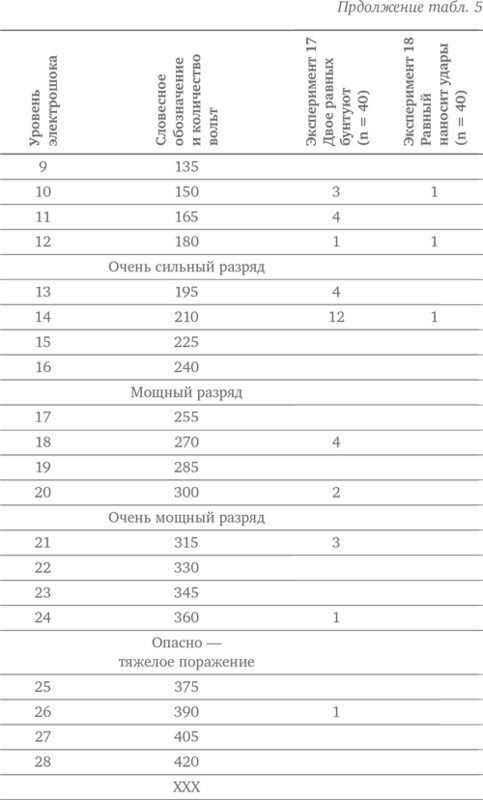 Прдолжение табл. 5
Уровень
электрошока
Словесное
обозначение
и количество
вольт
Эксперимент 17
Двое равных
бунтуют
(n = 40)
Эксперимент 18
Равный
наносит удары
(n = 40)
9 135
10 150 3 1
11 165 4
12 180 1 1
Очень сильный разряд
13 195 4
14 210 12 1
15 225
16 240
Мощный разряд
17 255
18 270 4
19 285
20 300 2
Очень мощный разряд
21 315 3
22 330
23 345
24 360 1
Опасно —
тяжелое поражение
25 375
26 390 1
27 405
28 420
XXX